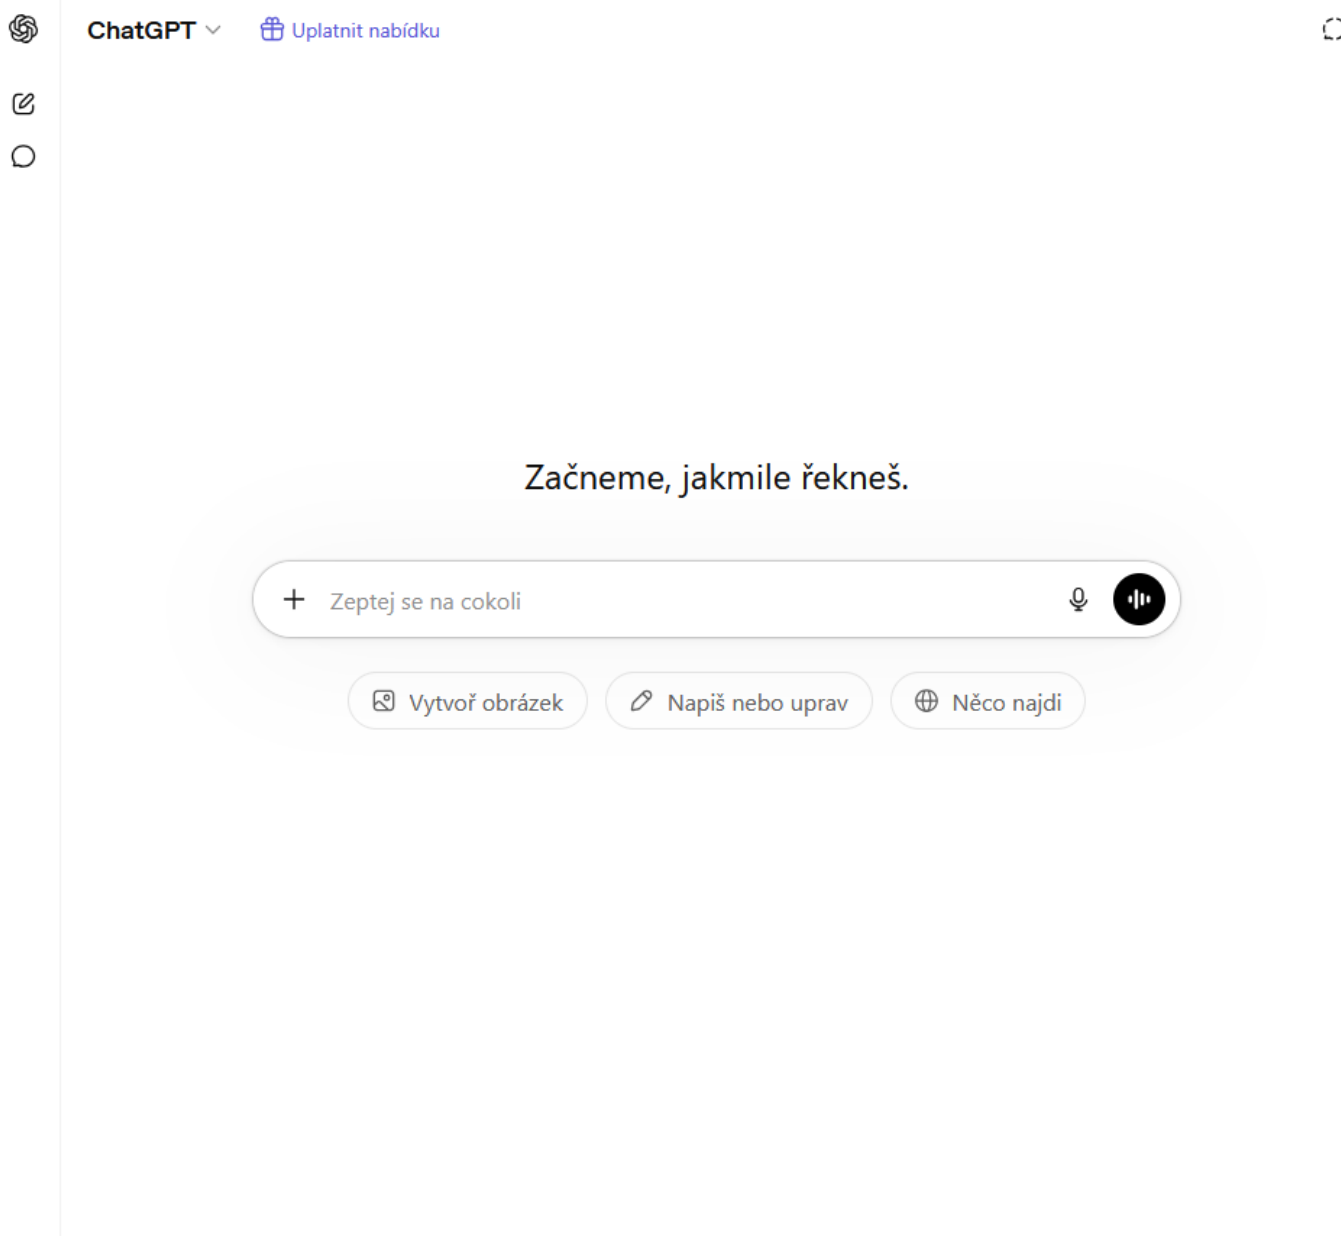 ChatGPT
Uplatnit nabídku
Začneme, jakmile řekneš.
Zeptej se na cokoli
Vytvoř obrázek
Napiš nebo uprav
Něco najdi